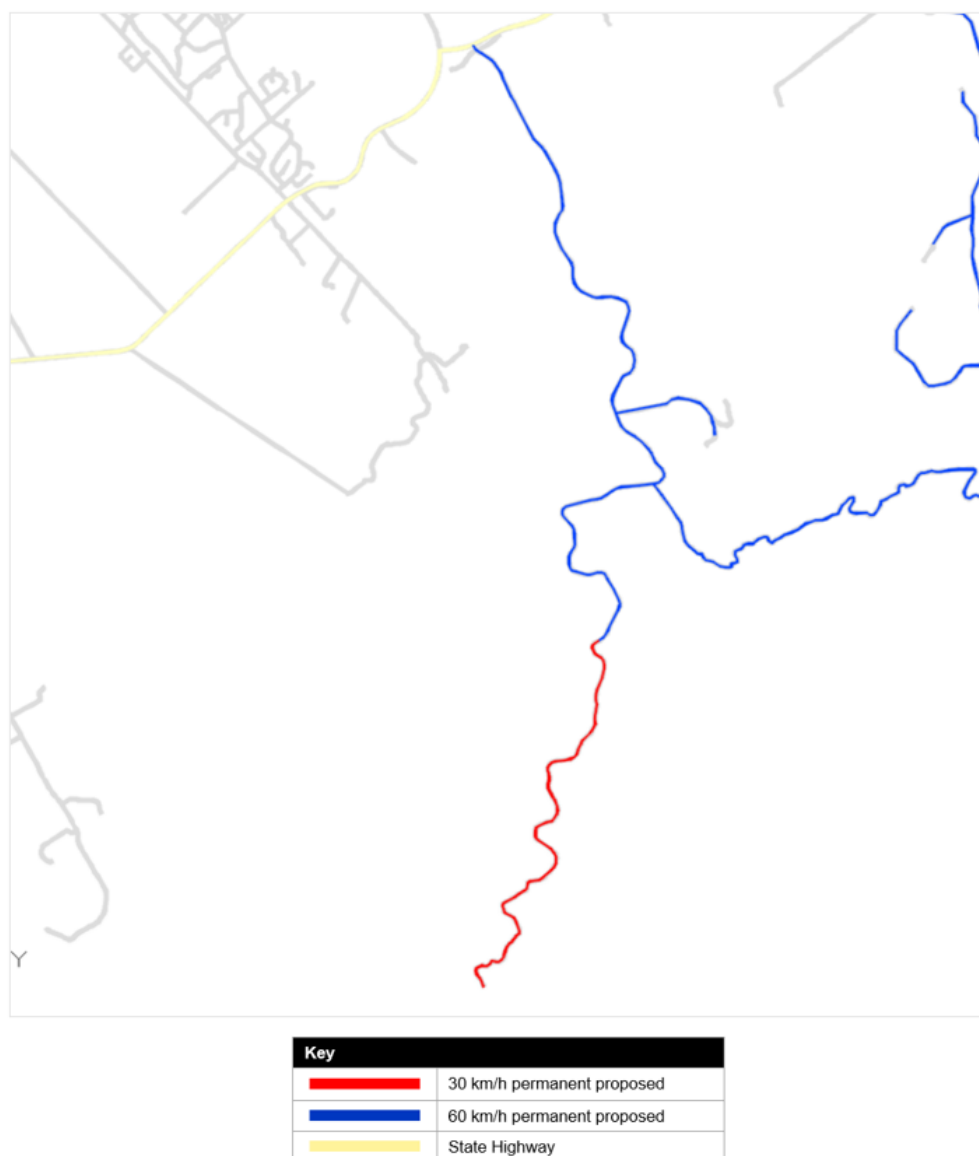 Y
Key
30 km/h permanent proposed
60 km/h permanent proposed
State Highway